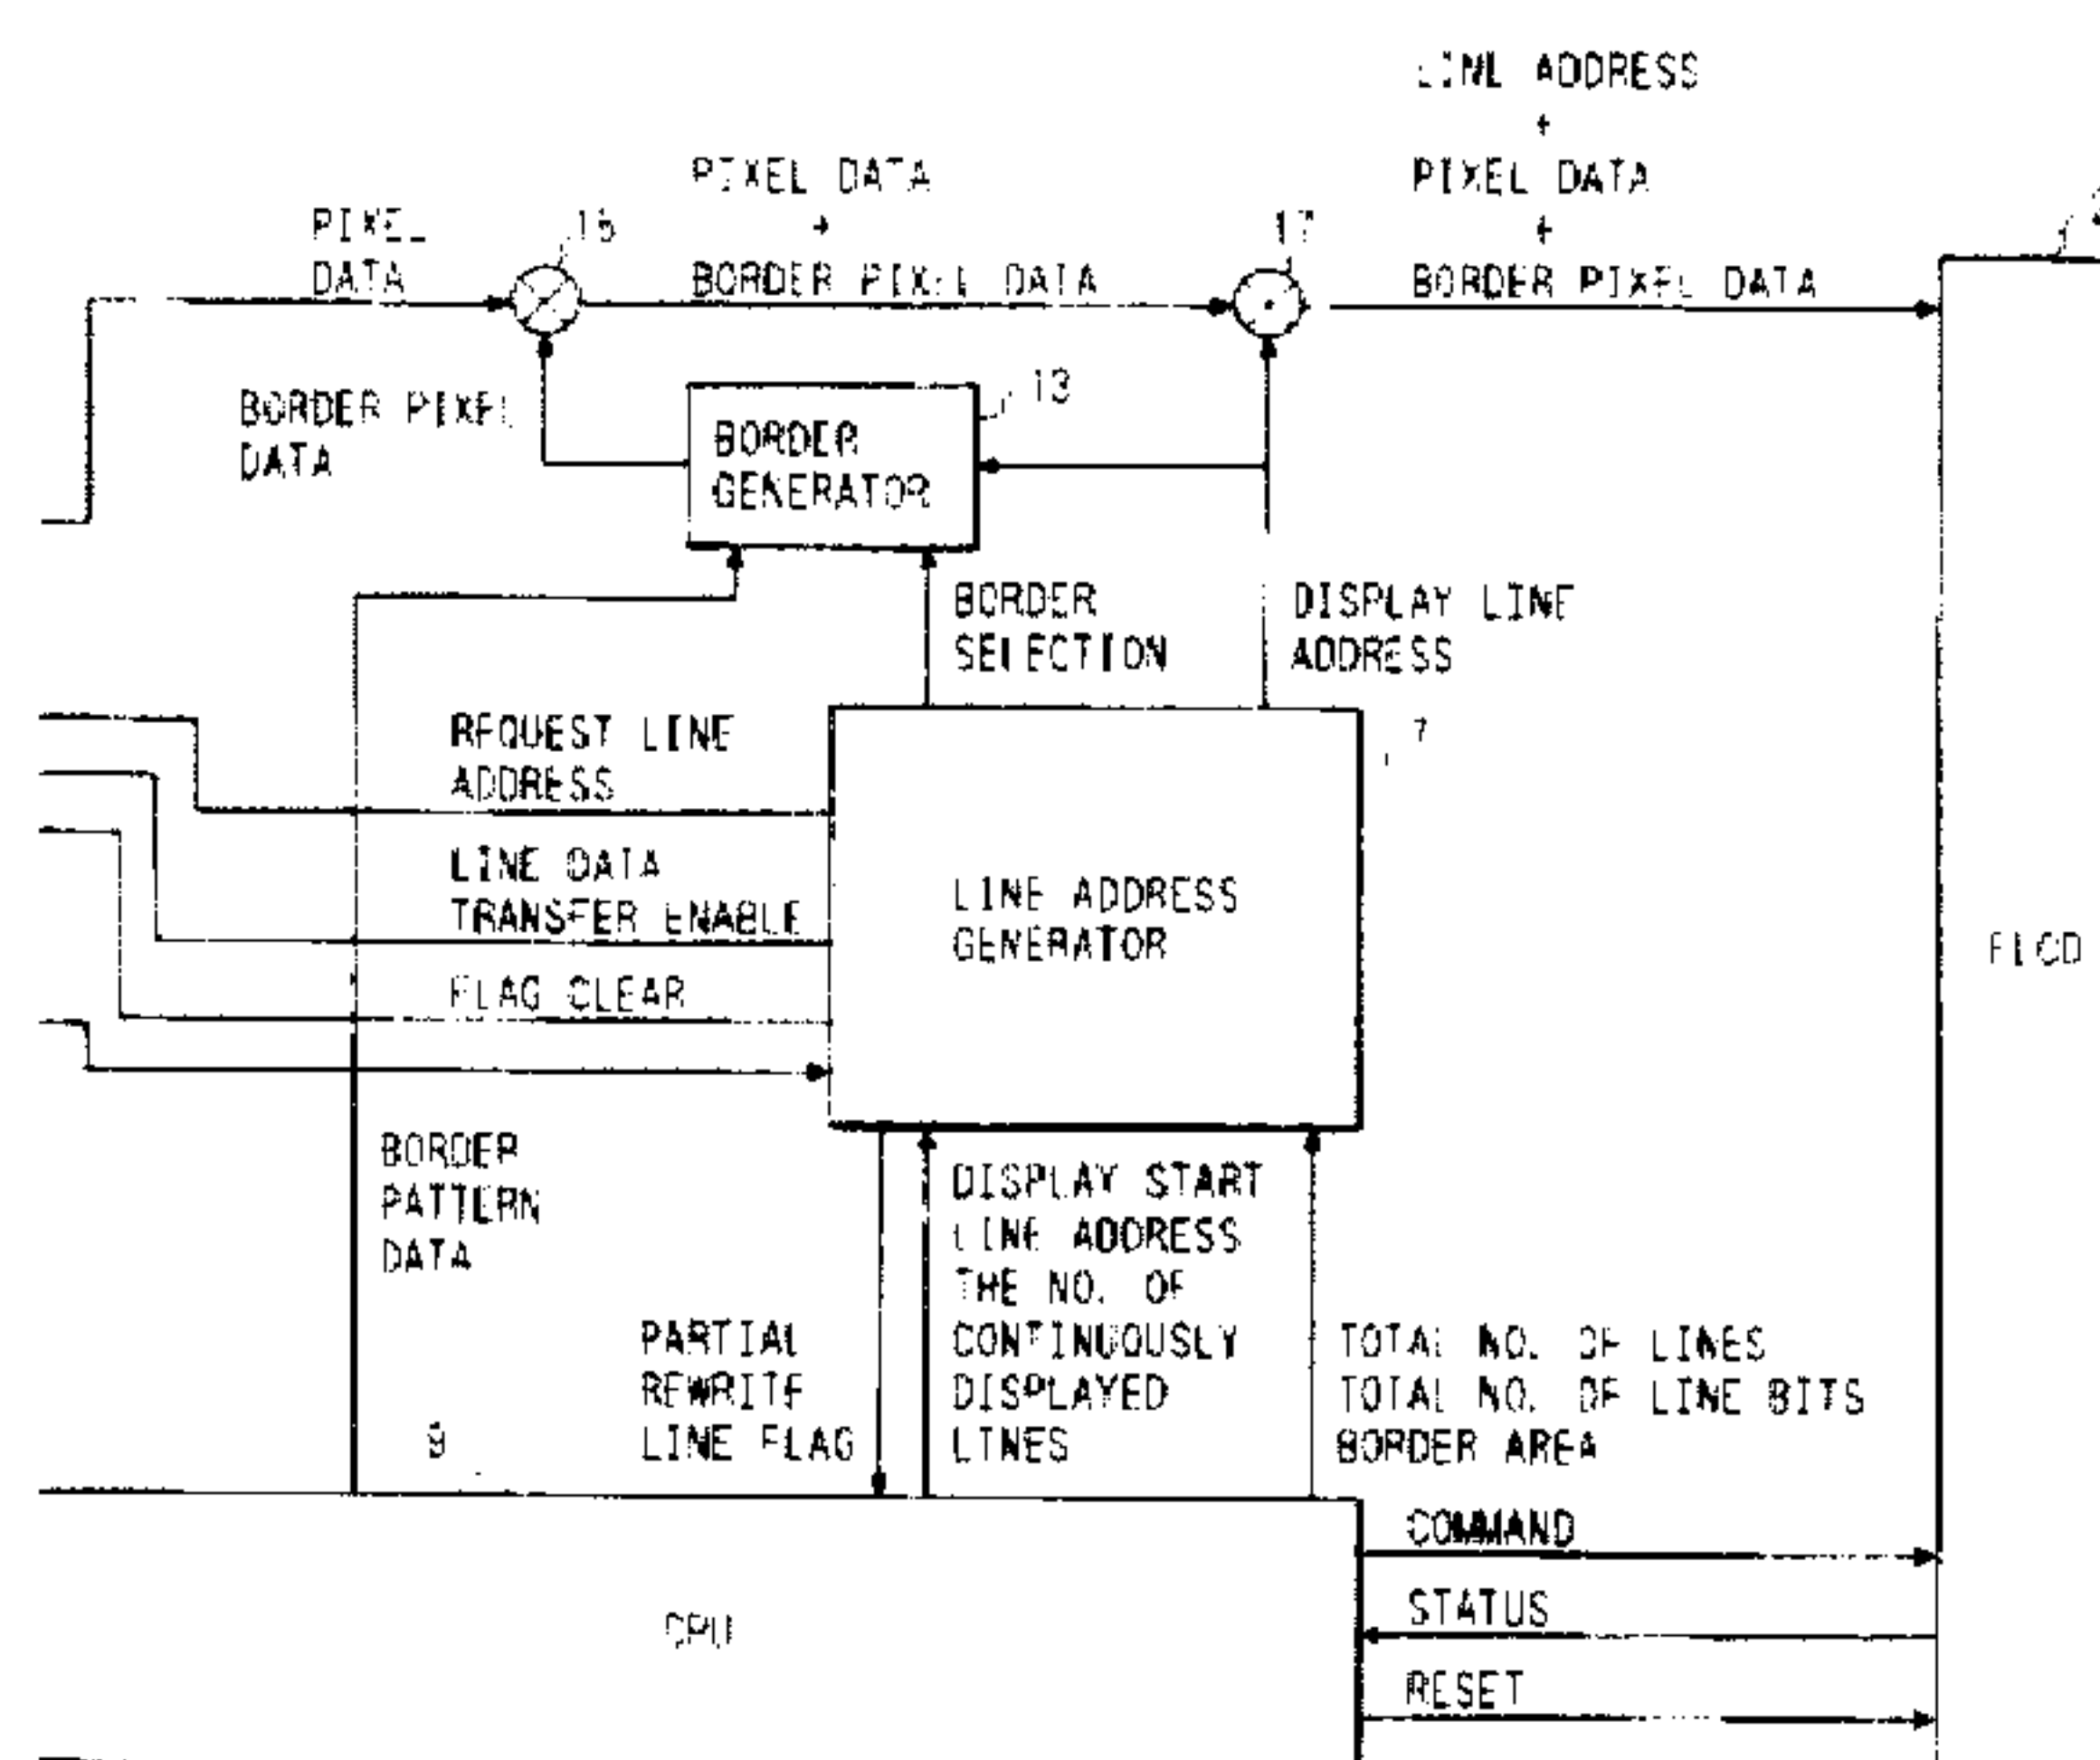 LINE ADDRESS
+
PIXEL DATA
+
BORDER PIXEL DATA
PIXEL DATA
+
BORDER PIXEL DATA
PIXEL
DATA
17
13
BORDER PIXEL
DATA
BORDER
GENERATOR
BORDER
SELECTION
DISPLAY LINE
ADDRESS
7
REQUEST LINE
ADDRESS
LINE DATA
TRANSFER ENABLE
FLAG CLEAR
LINE ADDRESS
GENERATOR
FLCD
BORDER
PATTERN
DATA
PARTIAL
REWRITE
LINE FLAG
DISPLAY START
LINE ADDRESS
THE NO. OF
CONTINUOUSLY
DISPLAYED
LINES
TOTAL NO. OF LINES
TOTAL NO. OF LINE BITS
BORDER AREA
9
COMMAND
STATUS
RESET
CPU